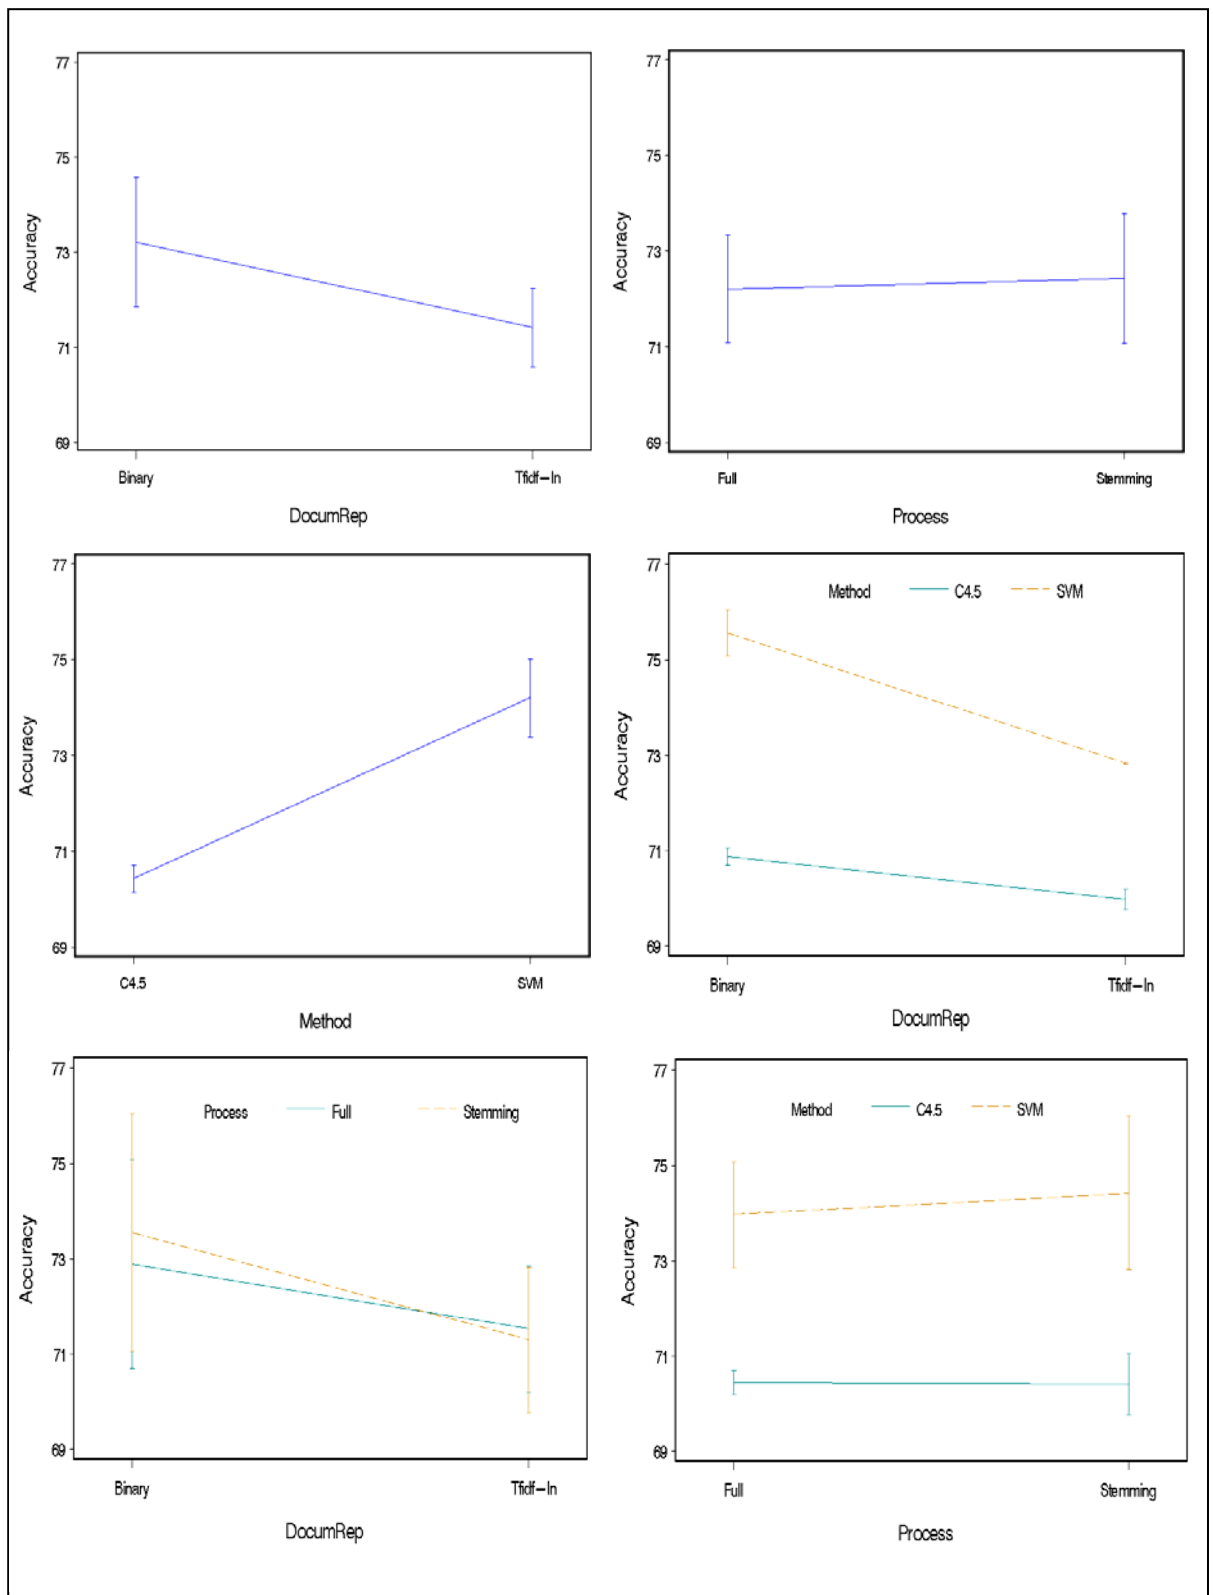 77
75
73
71
69
Accuracy
Binary
Tfidf-ln
DocumRep
77
75
73
71
69
Accuracy
Full
Stemming
Process
77
75
73
71
69
Accuracy
C4.5
SVM
Method
77
75
73
71
69
Accuracy
Method C4.5 SVM
Binary
Tfidf-ln
DocumRep
77
75
73
71
69
Accuracy
Process Full Stemming
Binary
Tfidf-ln
DocumRep
77
75
73
71
69
Accuracy
Method C4.5 SVM
Full
Stemming
Process